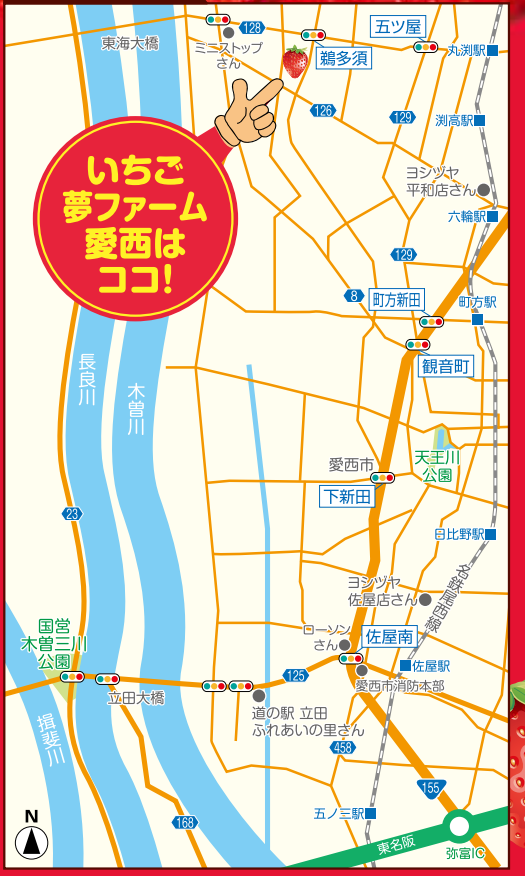 東海大橋
128
ミニストップ
さん
鵜多須
五ツ屋
丸渕駅
126
129
渕高駅
いちご
夢ファーム
愛西は
ココ!
ヨシヅヤ
平和店さん
六輪駅
129
8
町方新田
町方駅
観音町
長良川
木曽川
愛西市
天王川
公園
下新田
23
日比野駅
名鉄尾西線
ヨシヅヤ
佐屋店さん
国営
木曽三川
公園
ローソン
さん
佐屋南
佐屋駅
125
愛西市消防本部
立田大橋
道の駅 立田
ふれあいの里さん
揖斐川
458
155
168
五ノ三駅
東名阪
弥富IC
N